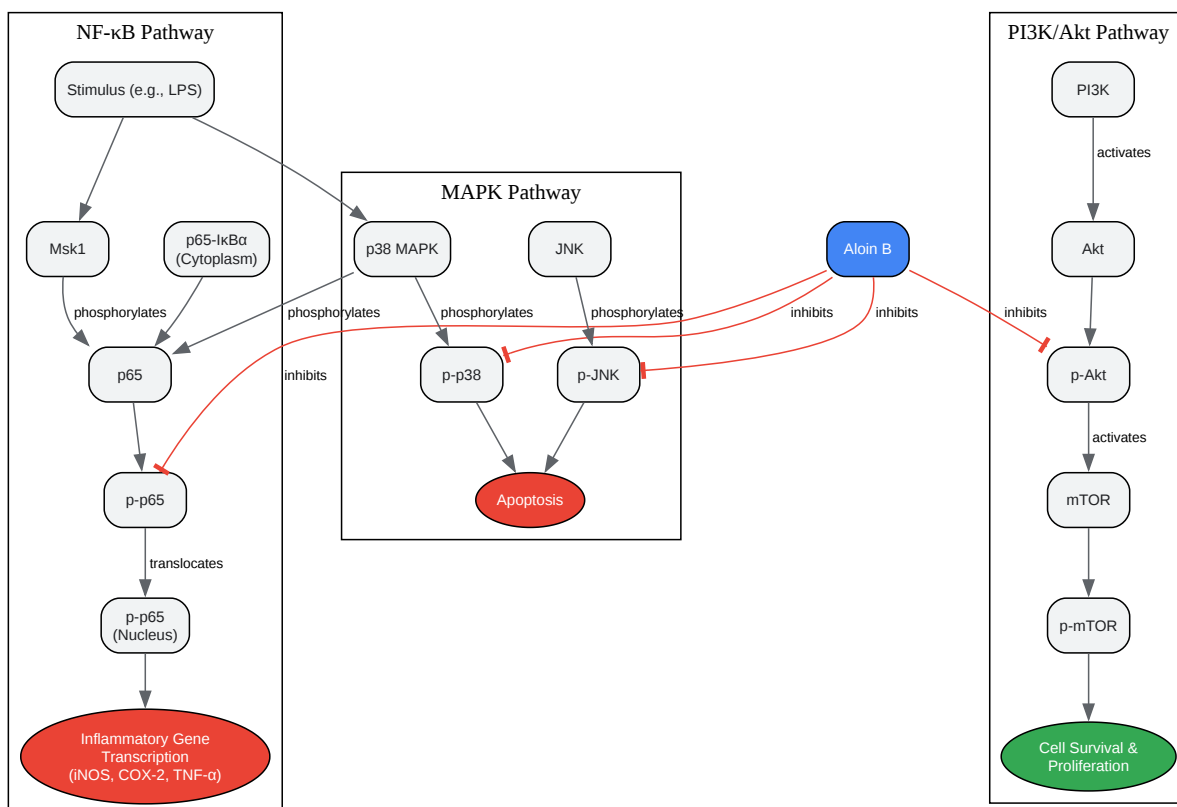 NF-κB Pathway
PI3K/Akt Pathway
Stimulus (e.g., LPS)
PI3K
activates
MAPK Pathway
Msk1
p65-IκBα
(Cytoplasm)
p38 MAPK
JNK
Aloin B
Akt
phosphorylates
phosphorylates
phosphorylates
phosphorylates
inhibits
inhibits
inhibits
p65
inhibits
p-p38
p-JNK
p-Akt
activates
p-p65
Apoptosis
mTOR
translocates
p-p65
(Nucleus)
p-mTOR
Inflammatory Gene
Transcription
(iNOS, COX-2, TNF-α)
Cell Survival &
Proliferation